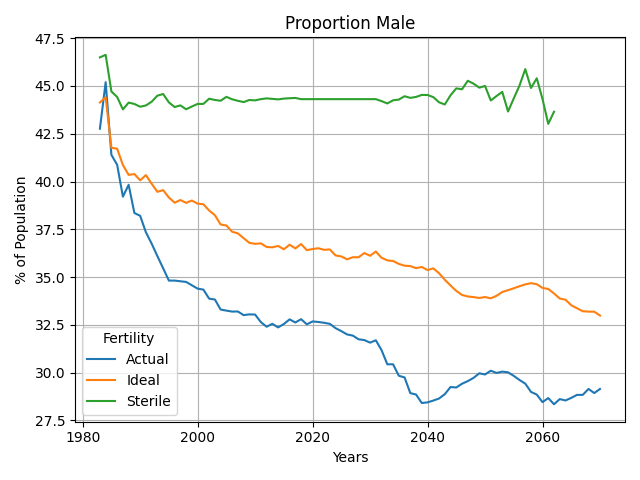 Proportion Male
% of Population
47.5
45.0
42.5
40.0
37.5
35.0
32.5
30.0
27.5
Fertility
Actual
Ideal
Sterile
1980
2000
2020
2040
2060
Years